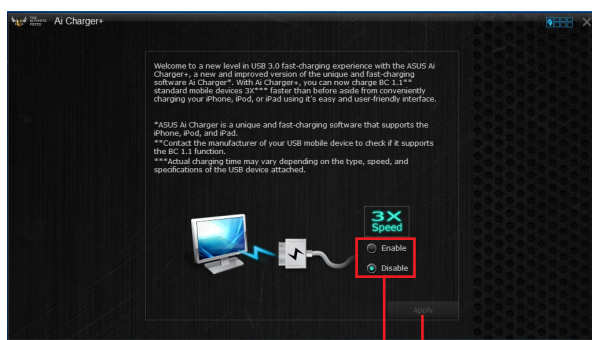 THE ULTIMATE FORCE
Ai Charger+
Welcome to a new level in USB 3.0 fast-charging experience with the ASUS Ai
Charger+, a new and improved version of the unique and fast-charging
software Ai Charger*. With Ai Charger+, you can now charge BC 1.1**
standard mobile devices 3X*** faster than before aside from conveniently
charging your iPhone, iPod, or iPad using it's easy and user-friendly interface.
*ASUS Ai Charger is a unique and fast-charging software that supports the
iPhone, iPod, and iPad.
**Contact the manufacturer of your USB mobile device to check if it supports
the BC 1.1 function.
***Actual charging time may vary depending on the type, speed, and
specifications of the USB device attached.
3X
Speed
Enable
Disable
Apply